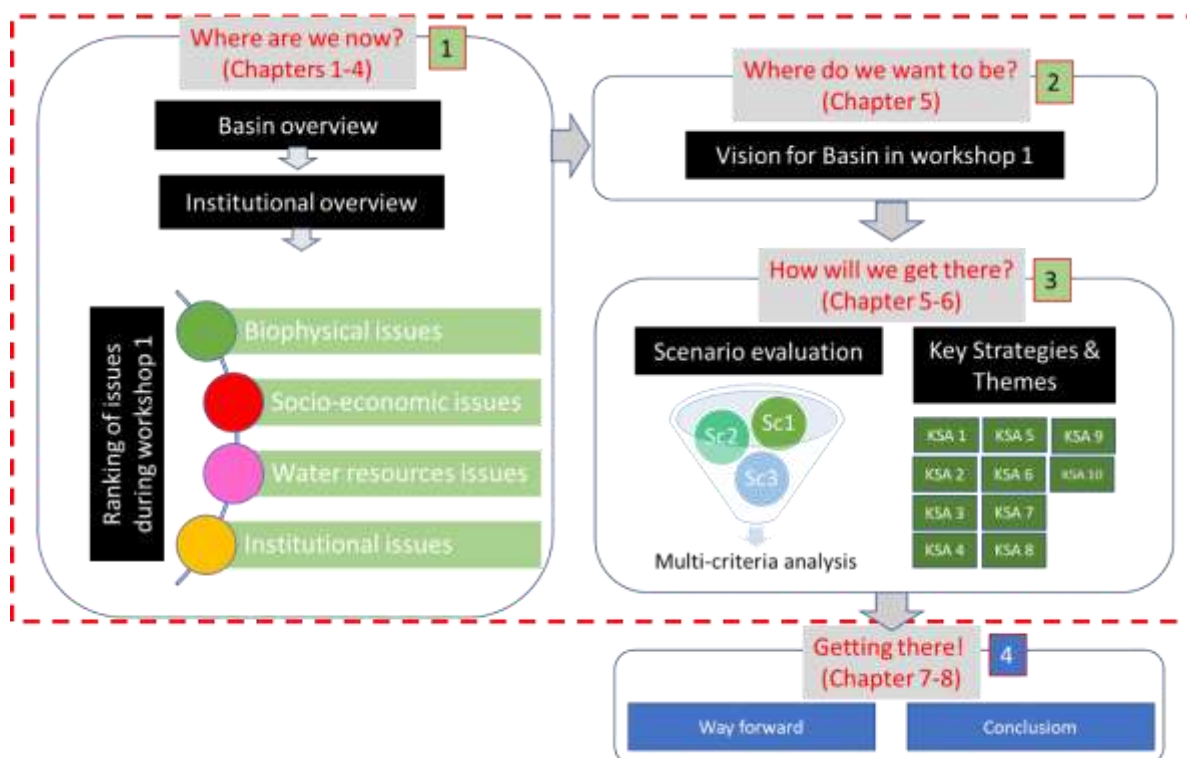 Where are we now?
(Chapters 1-4)
1
Basin overview
Institutional overview
Ranking of issues
during workshop 1
Biophysical issues
Socio-economic issues
Water resources issues
Institutional issues
Where do we want to be?
(Chapter 5)
2
Vision for Basin in workshop 1
How will we get there?
(Chapter 5-6)
3
Scenario evaluation
Sc1
Sc2
Sc3
Multi-criteria analysis
Key Strategies &
Themes
KSA 1
KSA 2
KSA 3
KSA 4
KSA 5
KSA 6
KSA 7
KSA 8
KSA 9
KSA 10
Getting there!
(Chapter 7-8)
4
Way forward
Conclusiom